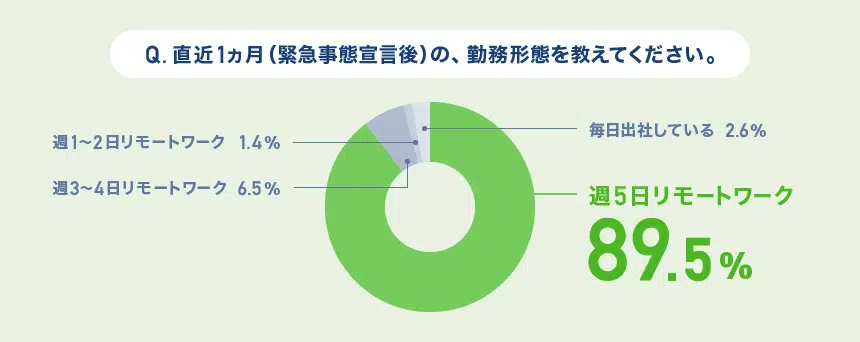 Q. 直近1ヵ月（緊急事態宣言後）の、勤務形態を教えてください。
週1〜2日リモートワーク 1.4%
毎日出社している 2.6%
週3〜4日リモートワーク 6.5%
週5日リモートワーク
89.5%